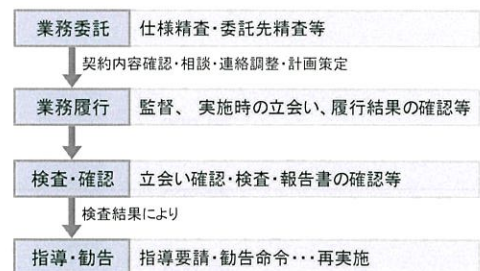 業務委託 仕様精査・委託先精査等
契約内容確認・相談・連絡調整・計画策定
業務履行 監督、 実施時の立会い、履行結果の確認等
検査・確認 立会い確認・検査・報告書の確認等
検査結果により
指導・勧告 指導要請・勧告命令・・・再実施